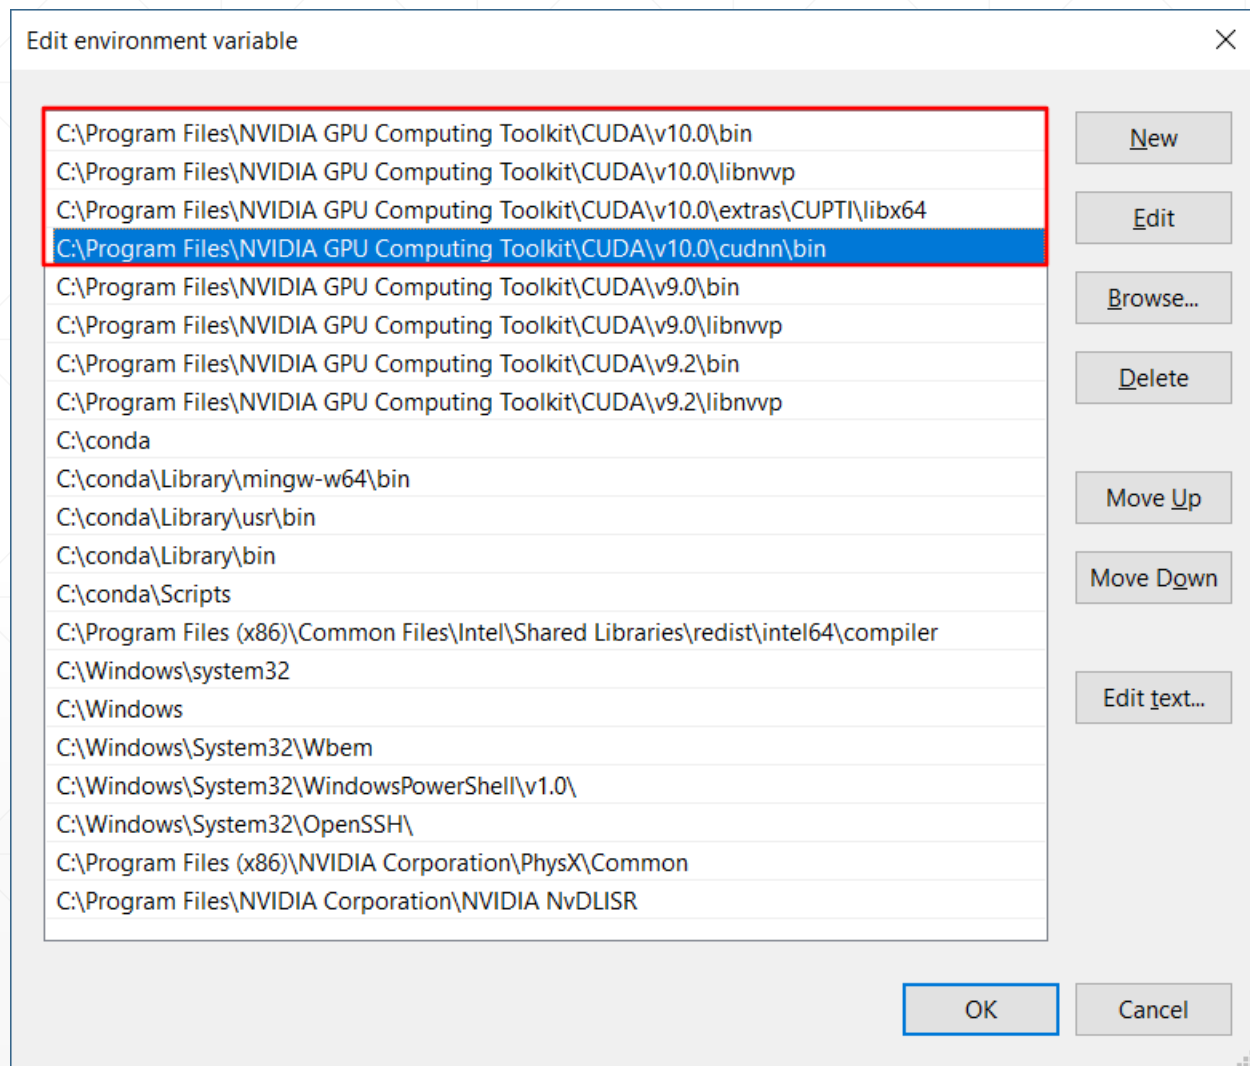 Edit environment variable
C:\Program Files\NVIDIA GPU Computing Toolkit\CUDA\v10.0\bin
C:\Program Files\NVIDIA GPU Computing Toolkit\CUDA\v10.0\libnvvp
C:\Program Files\NVIDIA GPU Computing Toolkit\CUDA\v10.0\extras\CUPTI\libx64
C:\Program Files\NVIDIA GPU Computing Toolkit\CUDA\v10.0\cudnn\bin
C:\Program Files\NVIDIA GPU Computing Toolkit\CUDA\v9.0\bin
C:\Program Files\NVIDIA GPU Computing Toolkit\CUDA\v9.0\libnvvp
C:\Program Files\NVIDIA GPU Computing Toolkit\CUDA\v9.2\bin
C:\Program Files\NVIDIA GPU Computing Toolkit\CUDA\v9.2\libnvvp
C:\conda
C:\conda\Library\mingw-w64\bin
C:\conda\Library\usr\bin
C:\conda\Library\bin
C:\conda\Scripts
C:\Program Files (x86)\Common Files\Intel\Shared Libraries\redist\intel64\compiler
C:\Windows\system32
C:\Windows
C:\Windows\System32\Wbem
C:\Windows\System32\WindowsPowerShell\v1.0\
C:\Windows\System32\OpenSSH\
C:\Program Files (x86)\NVIDIA Corporation\PhysX\Common
C:\Program Files\NVIDIA Corporation\NVIDIA NvDLISR
New
Edit
Browse...
Delete
Move Up
Move Down
Edit text...
OK
Cancel